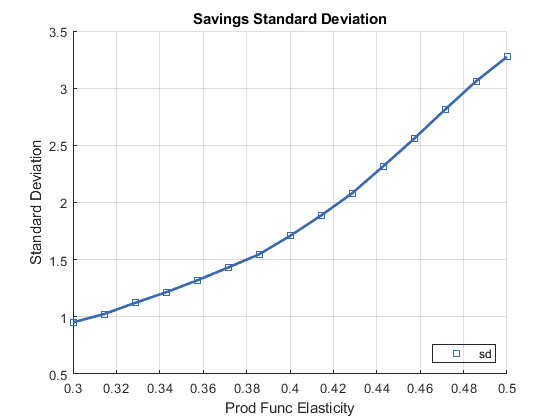 Savings Standard Deviation
3.5
3
2.5
2
1.5
1
0.5
Standard Deviation
sd
0.3 0.32 0.34 0.36 0.38 0.4 0.42 0.44 0.46 0.48 0.5
Prod Func Elasticity